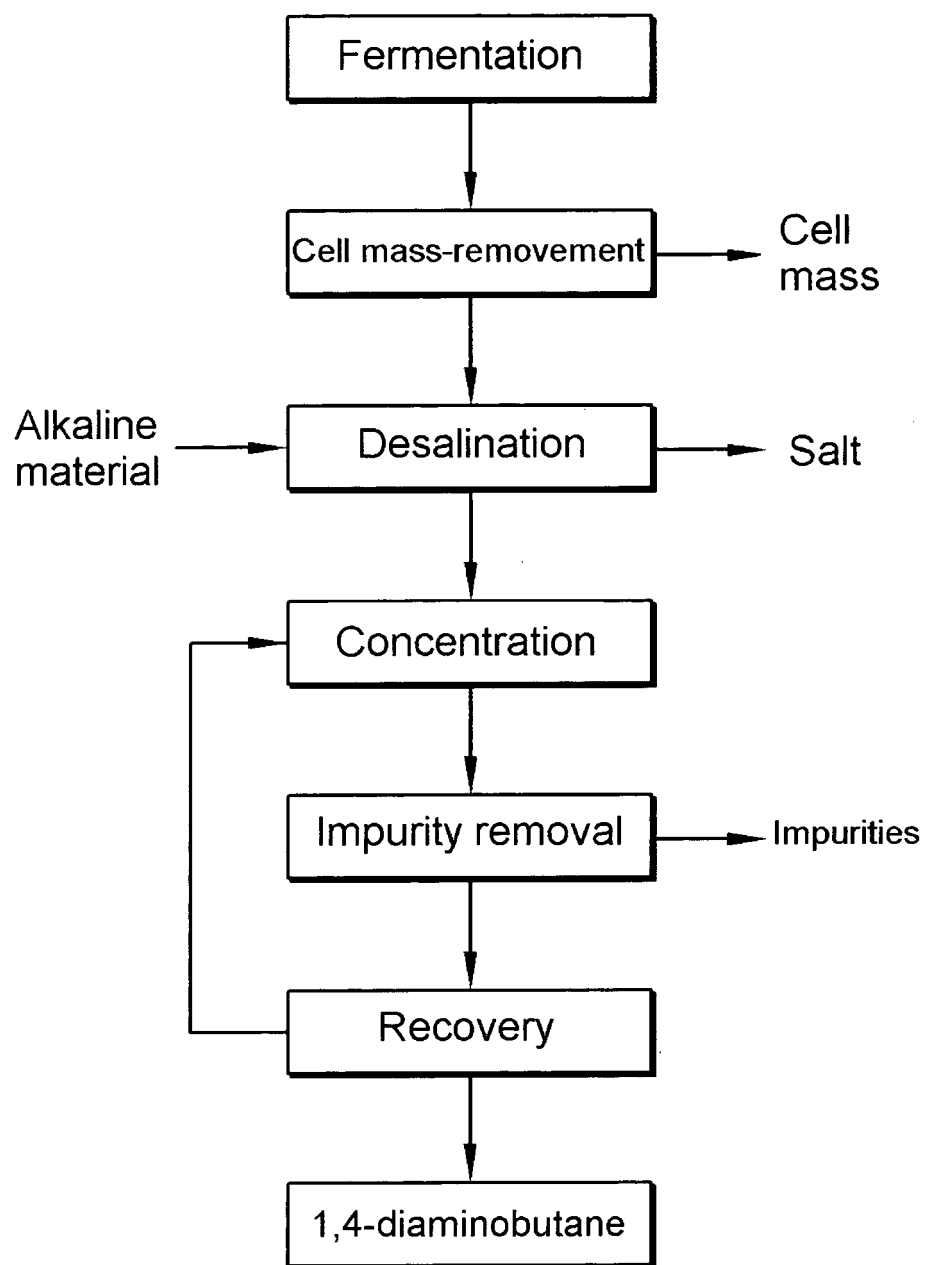 Fermentation
Cell mass-removement
Cell
mass
Alkaline
material
Desalination
Salt
Concentration
Impurity removal
Impurities
Recovery
1,4-diaminobutane